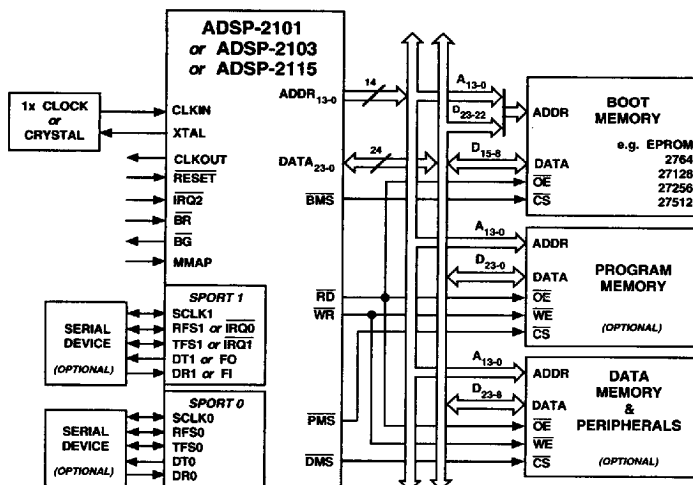 ADSP-2101
or ADSP-2103
or ADSP-2115
1x CLOCK
or
CRYSTAL
CLKIN
XTAL
CLKOUT
RESET
IRQ2
BR
BG
MMAP
ADDR13-0
14
DATA23-0
24
BMS
RD
WR
PMS
DMS
SPORT 1
SCLK1
RFS1 or IRQ0
TFS1 or IRQ1
DT1 or FO
DR1 or FI
SERIAL
DEVICE
(OPTIONAL)
SPORT 0
SCLK0
RFS0
TFS0
DT0
DR0
SERIAL
DEVICE
(OPTIONAL)
A13-0
D23-22
D15-8
ADDR
DATA
OE
CS
BOOT
MEMORY
e.g. EPROM
2764
27128
27256
27512
A13-0
D23-0
ADDR
DATA
OE
WE
CS
PROGRAM
MEMORY
(OPTIONAL)
A13-0
D23-8
ADDR
DATA
OE
WE
CS
DATA
MEMORY
&
PERIPHERALS
(OPTIONAL)